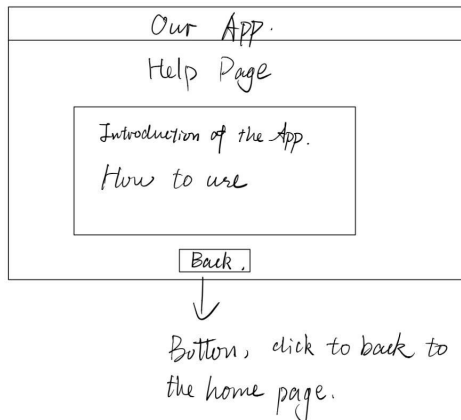 Our App.
Help Page
Introduction of the App.
How to use
Back.
Button, click to back to
the home page.